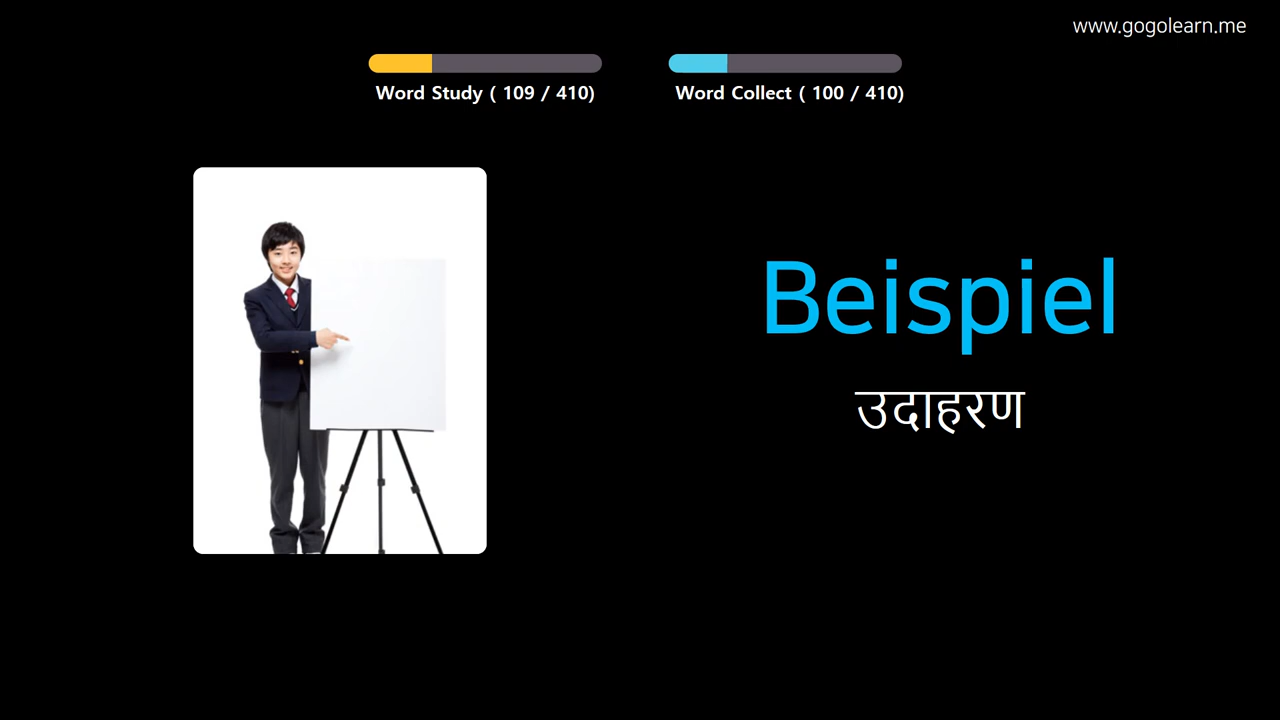 www.gogolearn.me
Word Study ( 109 / 410)
Word Collect ( 100 / 410)
Beispiel
उदाहरण